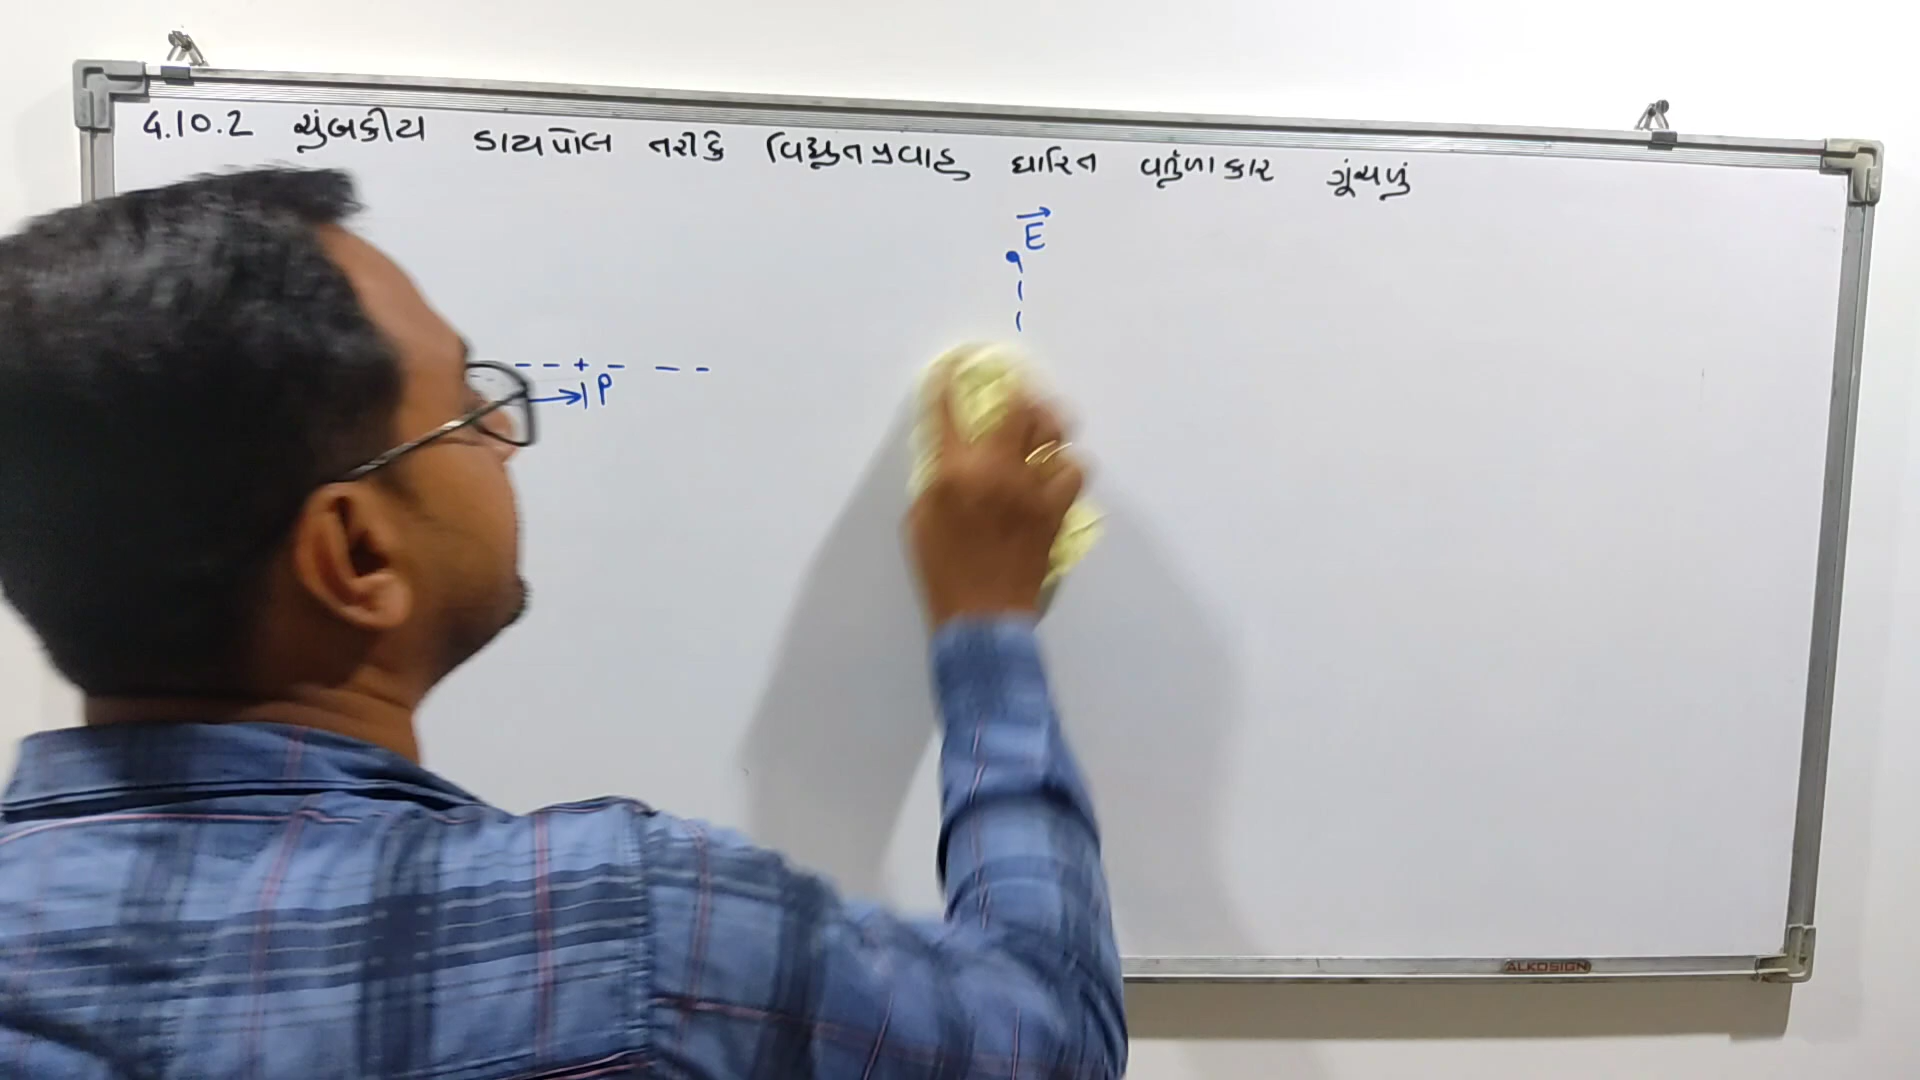 4.10.2 ચુંબકીય ડાયપોલ તરીકે વિદ્યુતપ્રવાહ ધારિત વર્તુળાકાર ગૂંચળું
E
P
ALKOSIGN